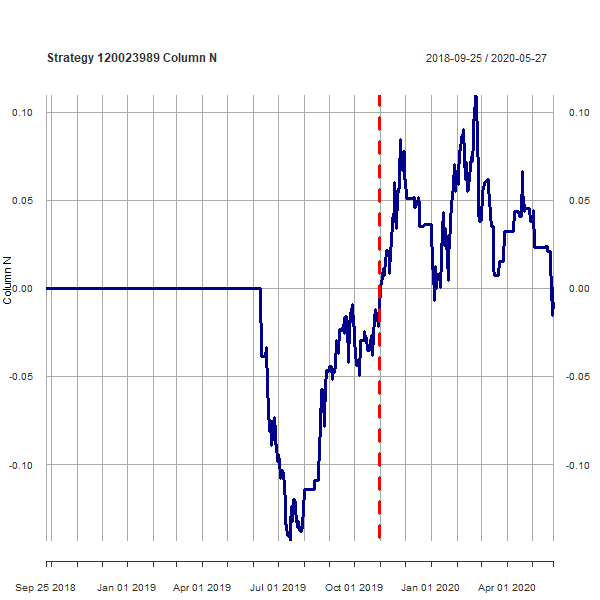 Strategy 120023989 Column N
2018-09-25 / 2020-05-27
Column N
0.10
0.05
0.00
-0.05
-0.10
0.10
0.05
0.00
-0.05
-0.10
Sep 25 2018
Jan 01 2019
Apr 01 2019
Jul 01 2019
Oct 01 2019
Jan 01 2020
Apr 01 2020